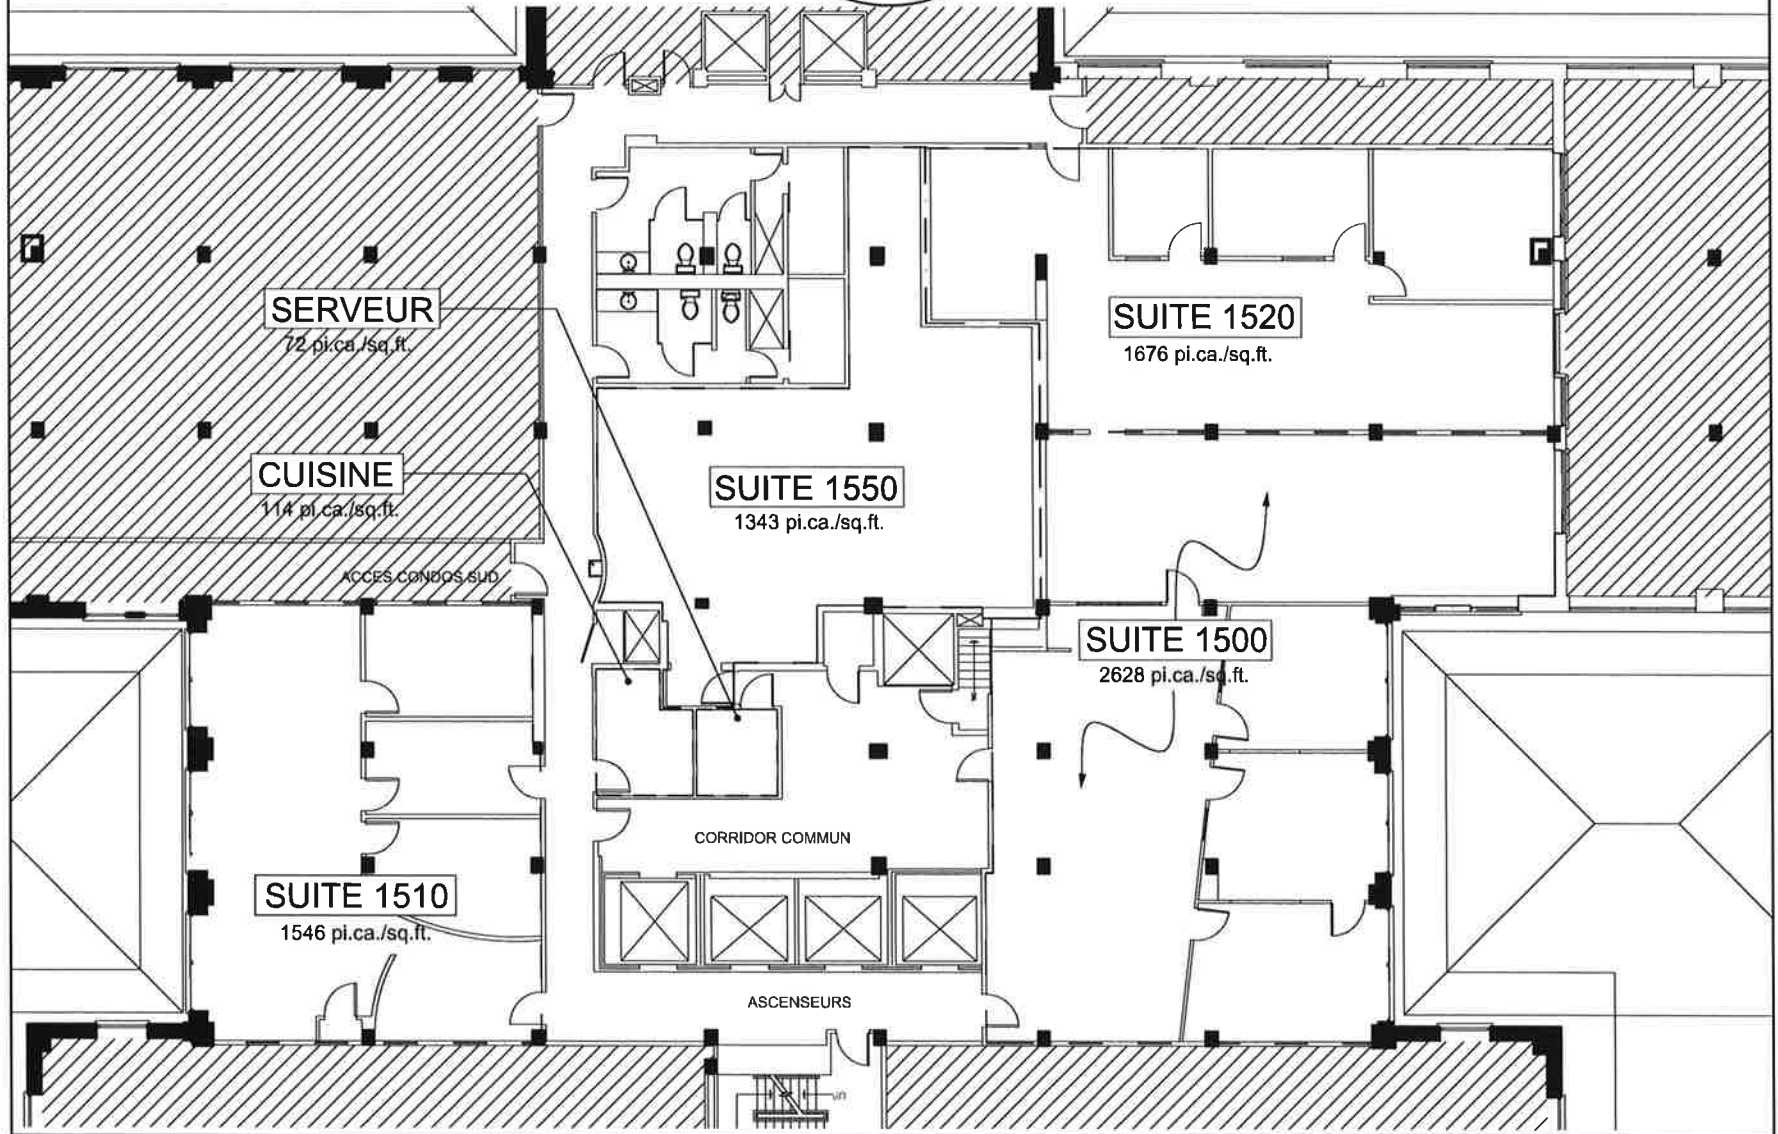 SERVEUR
72 pi.ca./sq.ft.
SUITE 1520
1676 pi.ca./sq.ft.
CUISINE
114 pi.ca./sq.ft.
SUITE 1550
1343 pi.ca./sq.ft.
ACCES CONDOS SUD
SUITE 1500
2628 pi.ca./sq.ft.
CORRIDOR COMMUN
SUITE 1510
1546 pi.ca./sq.ft.
ASCENSEURS